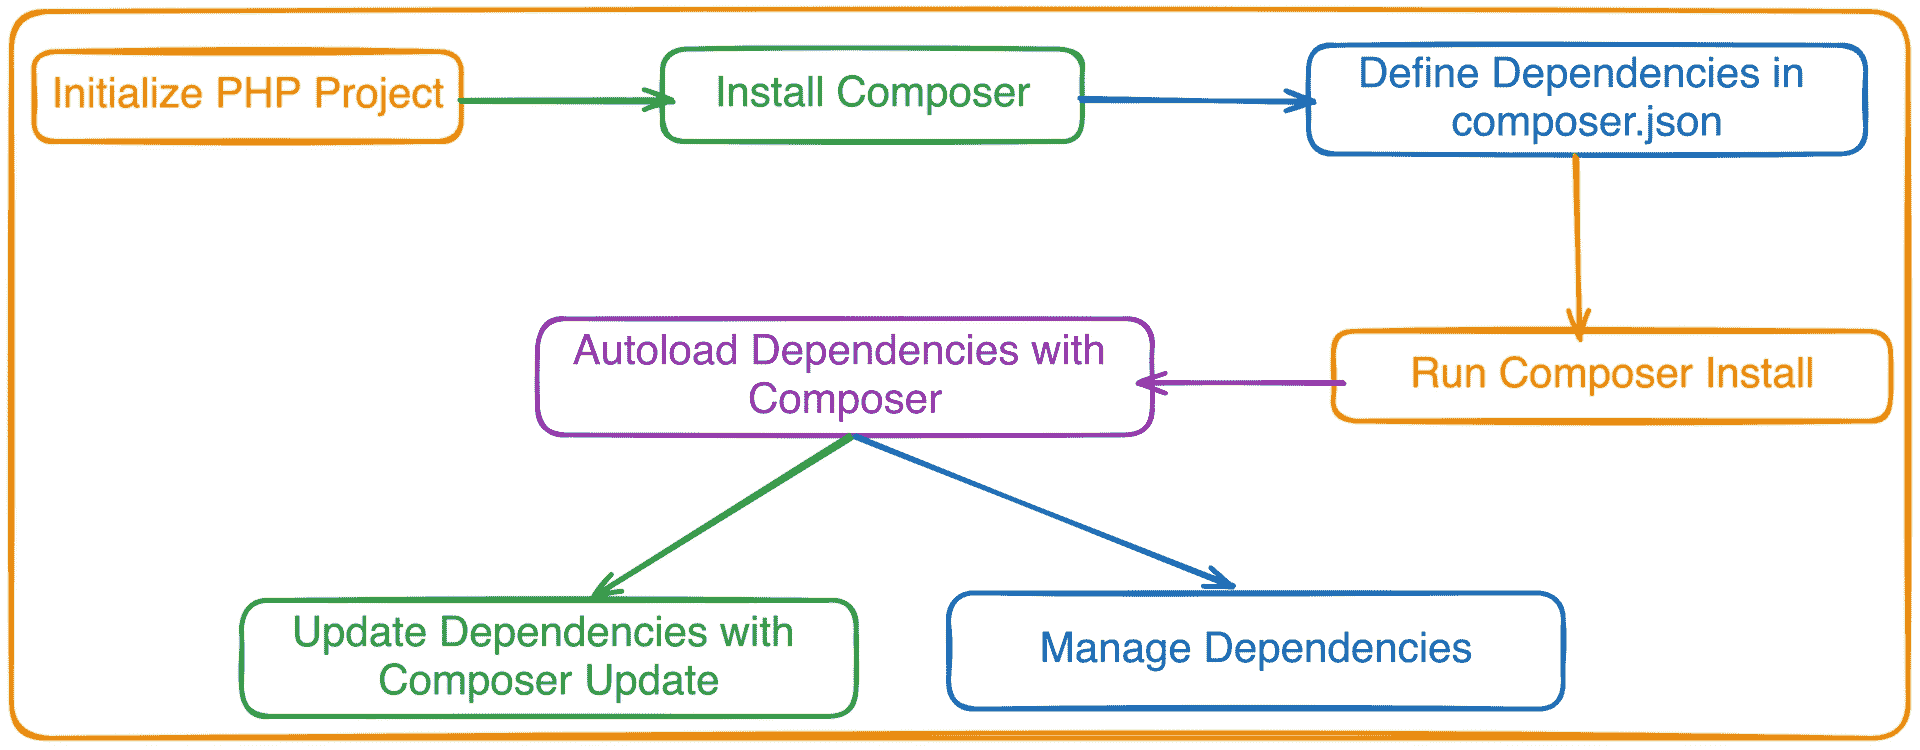 Initialize PHP Project
Install Composer
Define Dependencies in
composer.json
Autoload Dependencies with
Composer
Run Composer Install
Update Dependencies with
Composer Update
Manage Dependencies